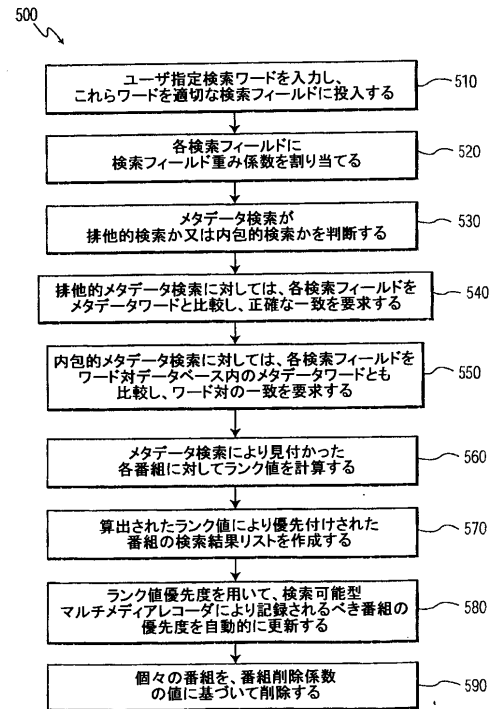 500
ユーザ指定検索ワードを入力し、
これらワードを適切な検索フィールドに投入する
510
各検索フィールドに
検索フィールド重み係数を割り当てる
520
メタデータ検索が
排他的検索か又は内包的検索かを判断する
530
排他的メタデータ検索に対しては、各検索フィールドを
メタデータワードと比較し、正確な一致を要求する
540
内包的メタデータ検索に対しては、各検索フィールドを
ワード対データベース内のメタデータワードとも
比較し、ワード対の一致を要求する
550
メタデータ検索により見付かった
各番組に対してランク値を計算する
560
算出されたランク値により優先付けされた
番組の検索結果リストを作成する
570
ランク値優先度を用いて、検索可能型
マルチメディアレコーダにより記録されるべき番組の
優先度を自動的に更新する
580
個々の番組を、番組削除係数
の値に基づいて削除する
590